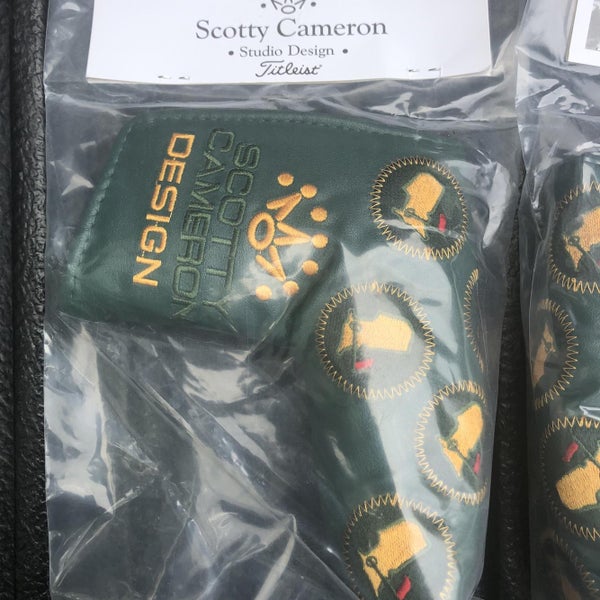 Scotty Cameron
• Studio Design •
Titleist
SCOTTY
CAMERON
DESIGN